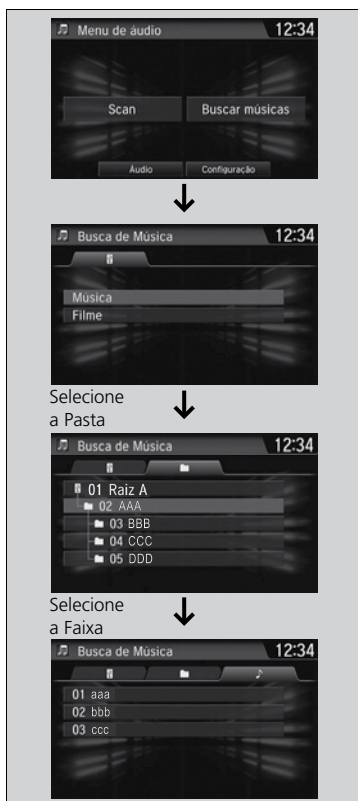 Menu de áudio 12:34
Scan Buscar músicas
Áudio Configuração
Busca de Música 12:34
Música
Filme
Selecione
a Pasta
Busca de Música 12:34
01 Raiz A
02 AAA
03 BBB
04 CCC
05 DDD
Selecione
a Faixa
Busca de Música 12:34
01 aaa
02 bbb
03 ccc